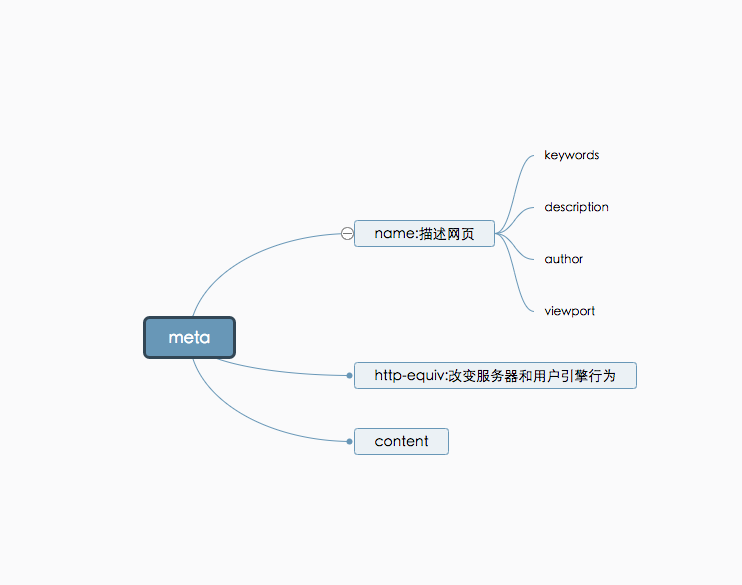 meta
name:描述网页
keywords
description
author
viewport
http-equiv:改变服务器和用户引擎行为
content